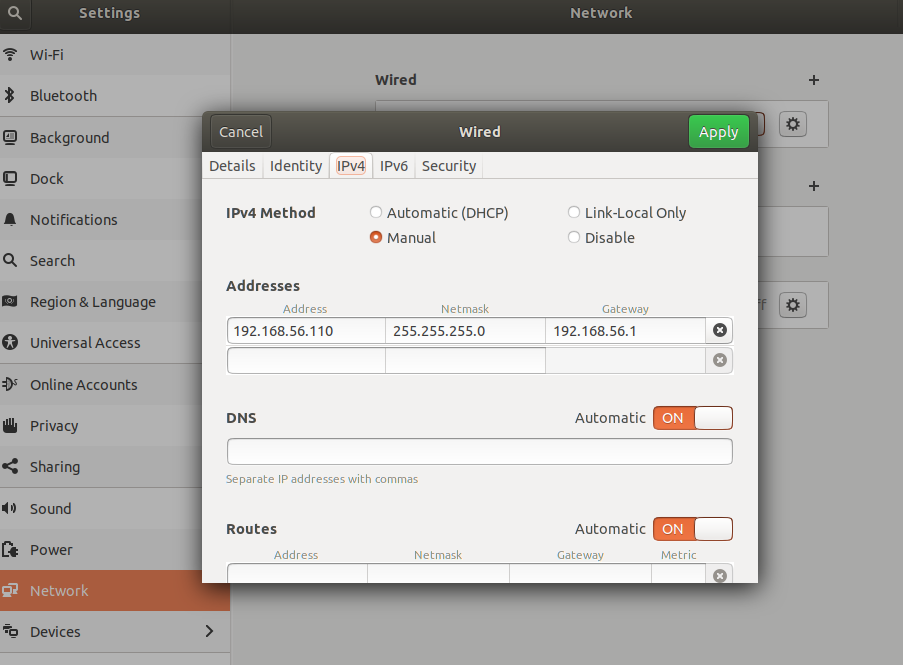 Settings
Network
Wi-Fi
Bluetooth
Background
Dock
Notifications
Search
Region & Language
Universal Access
Online Accounts
Privacy
Sharing
Sound
Power
Network
Devices
Wired
+
+
Cancel
Wired
Apply
Details
Identity
IPv4
IPv6
Security
IPv4 Method
Automatic (DHCP)
Link-Local Only
Manual
Disable
Addresses
Address Netmask Gateway
192.168.56.110 255.255.255.0 192.168.56.1
DNS
Automatic ON
Separate IP addresses with commas
Routes
Automatic ON
Address Netmask Gateway Metric